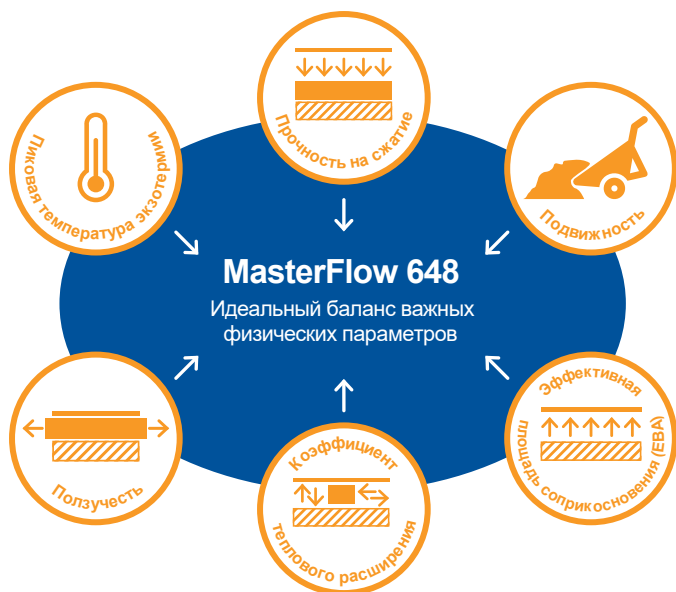 Прочность на сжатие
Пиковая температура экзотермии
Подвижность
MasterFlow 648
Идеальный баланс важных
физических параметров
Ползучесть
Коэффициент
теплового расширения
Эффективная
площадь соприкосновения (EBA)